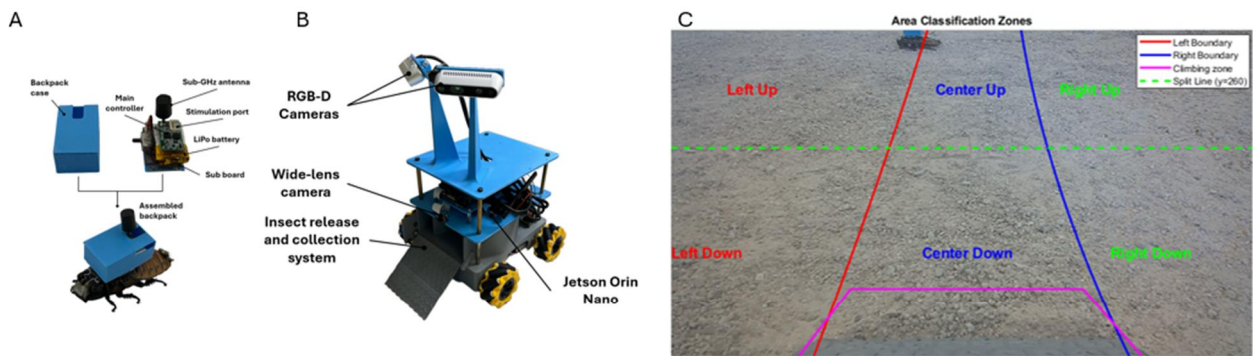 A
B
C
Backpack
case
Main
controller
Sub-GHz antenna
Stimulation port
LiPo battery
Sub board
Assembled
backpack
RGB-D
Cameras
Wide-lens
camera
Insect release
and collection
system
Jetson Orin
Nano
Area Classification Zones
Left Boundary
Right Boundary
Climbing zone
Split Line (y=260)
Left Up
Center Up
Right Up
Left Down
Center Down
Right Down